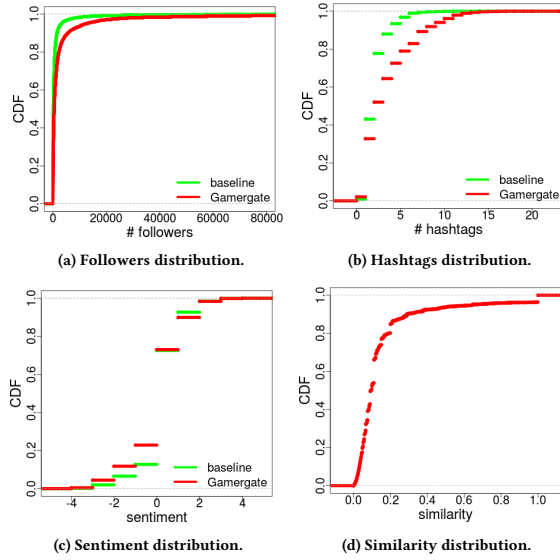 CDF
0.0 0.2 0.4 0.6 0.8 1.0
baseline
Gamergate
0 20000 40000 60000 80000
# followers
(a) Followers distribution.
CDF
0.0 0.2 0.4 0.6 0.8 1.0
baseline
Gamergate
0 5 10 15 20
# hashtags
(b) Hashtags distribution.
CDF
0.0 0.2 0.4 0.6 0.8 1.0
baseline
Gamergate
-4 -2 0 2 4
sentiment
(c) Sentiment distribution.
CDF
0.0 0.2 0.4 0.6 0.8 1.0
0.0 0.2 0.4 0.6 0.8 1.0
similarity
(d) Similarity distribution.